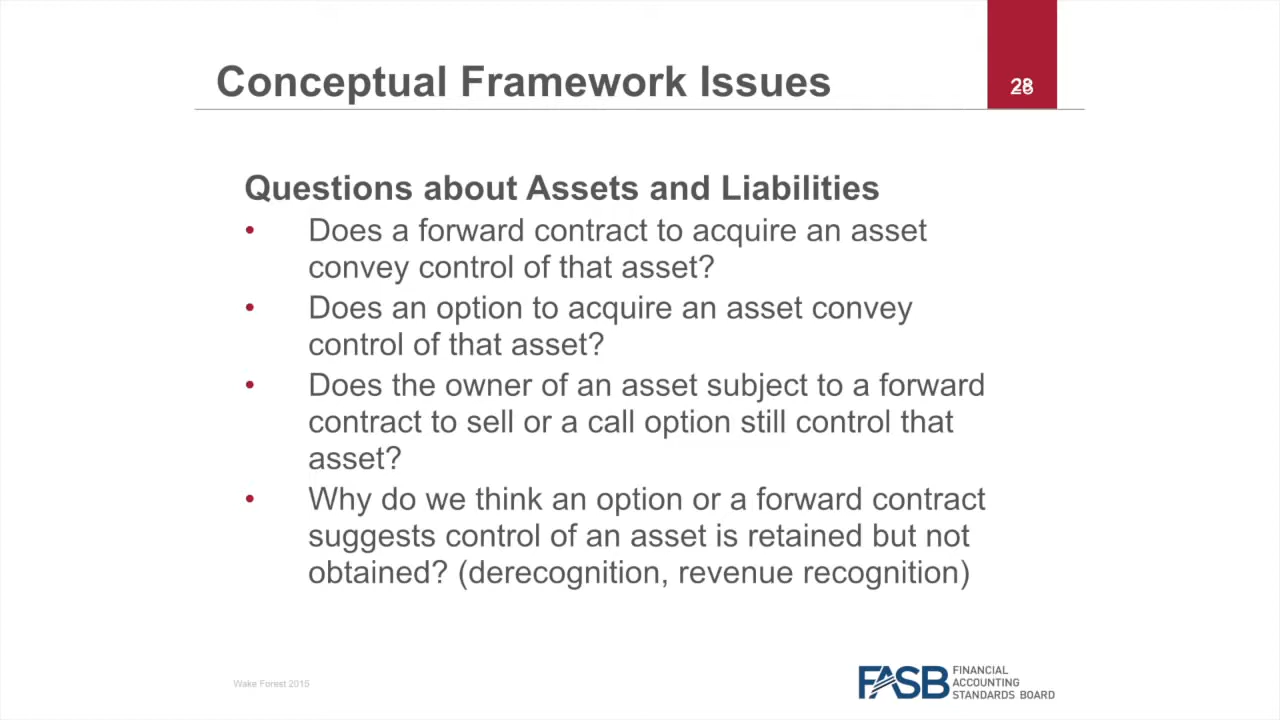 Conceptual Framework Issues
28
Questions about Assets and Liabilities
• Does a forward contract to acquire an asset
convey control of that asset?
• Does an option to acquire an asset convey
control of that asset?
• Does the owner of an asset subject to a forward
contract to sell or a call option still control that
asset?
• Why do we think an option or a forward contract
suggests control of an asset is retained but not
obtained? (derecognition, revenue recognition)
Wake Forest 2015
FASB FINANCIAL
ACCOUNTING
STANDARDS BOARD